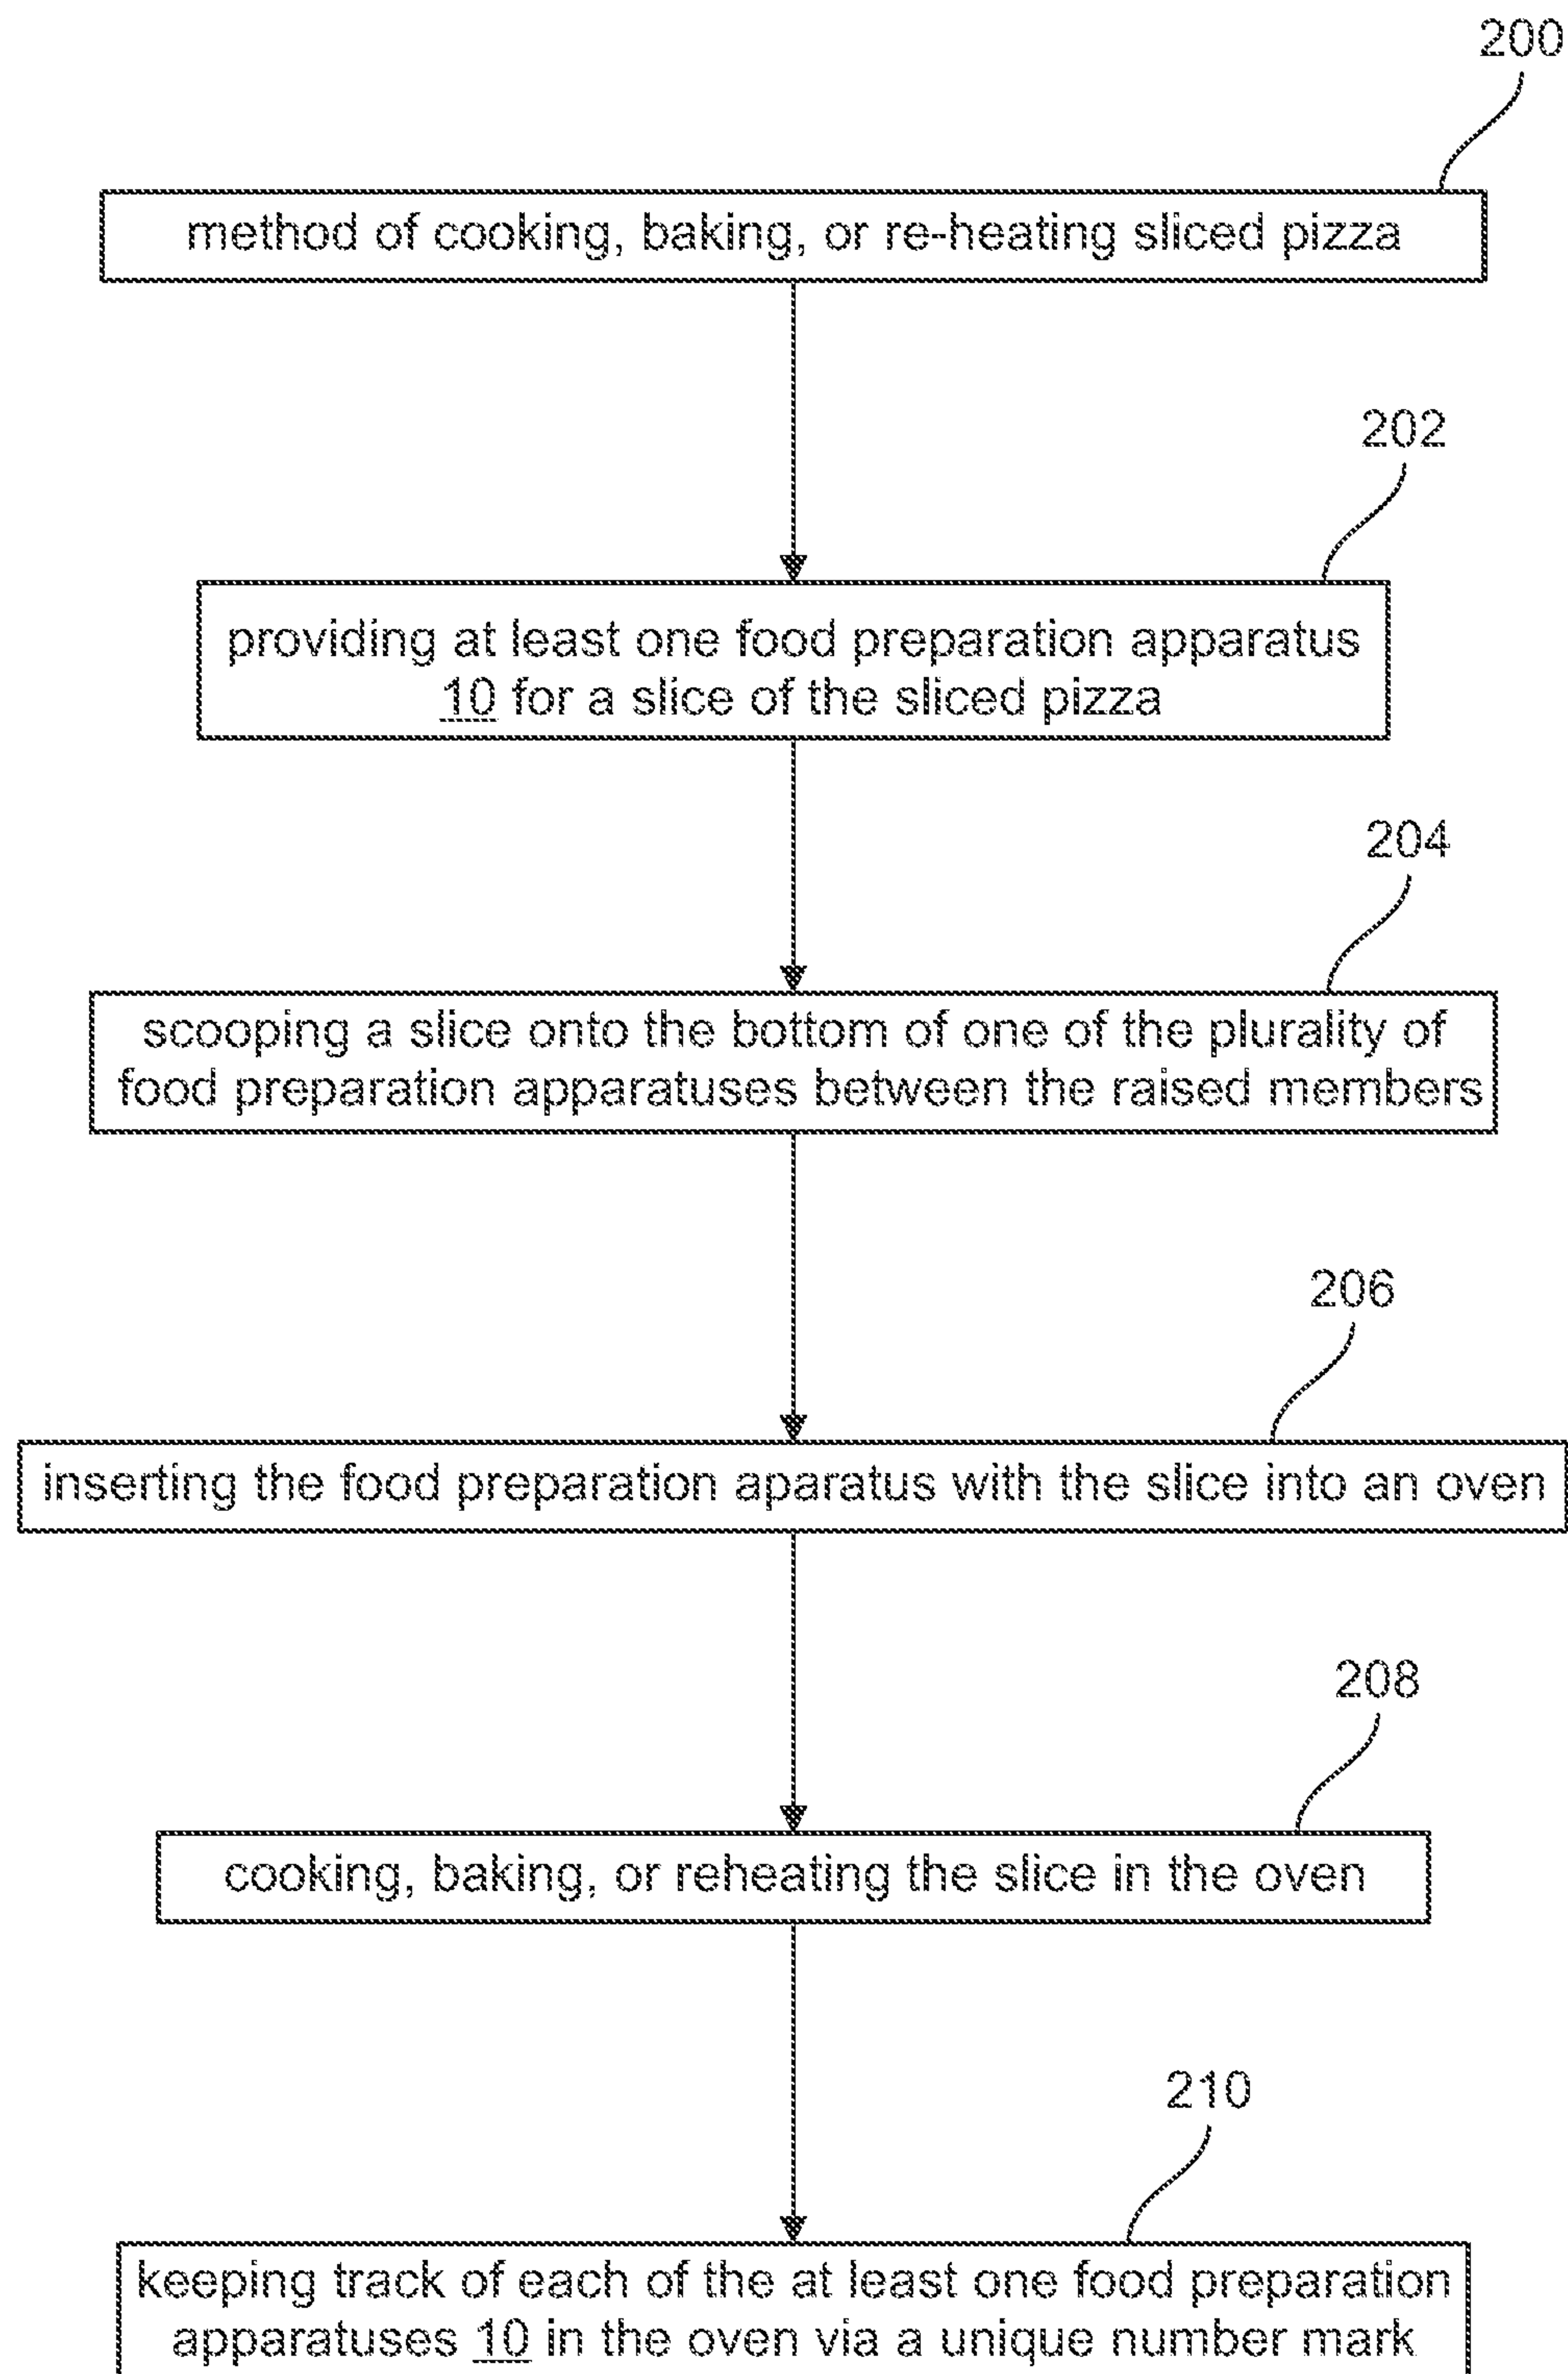 200
method of cooking, baking, or re-heating sliced pizza
202
providing at least one food preparation apparatus
10 for a slice of the sliced pizza
204
scooping a slice onto the bottom of one of the plurality of
food preparation apparatuses between the raised members
206
inserting the food preparation aparatus with the slice into an oven
208
cooking, baking, or reheating the slice in the oven
210
keeping track of each of the at least one food preparation
apparatuses 10 in the oven via a unique number mark